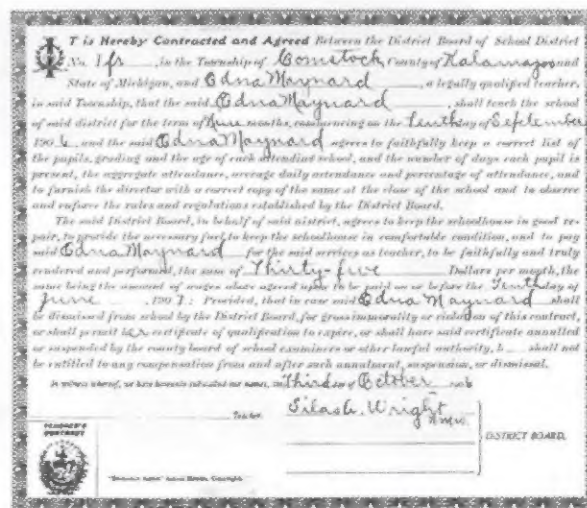 IT is Hereby Contracted and Agreed Between the District Board of School District
No. 1 fr, in the Township of Comstock, County of Kalamazoo and
State of Michigan, and Edna Maynard, a legally qualified teacher,
in said Township, that the said Edna Maynard, shall teach the school
of said district for the term of Nine months, commencing on the Tenth day of September
1906, and the said Edna Maynard agrees to faithfully keep a correct list of
the pupils, grading and the age of each attending school, and the number of days each pupil is
present, the aggregate attendance, average daily attendance and percentage of attendance, and
to furnish the director with a correct copy of the same at the close of the school and to observe
and enforce the rules and regulations established by the District Board.
The said District Board, in behalf of said district, agrees to keep the schoolhouse in good re-
pair, to provide the necessary fuel, to keep the schoolhouse in comfortable condition, and to pay
said Edna Maynard for the said services as teacher, to be faithfully and truly
rendered and performed, the sum of Thirty-five Dollars per month, the
same being the amount of wages above agreed upon to be paid on or before the Tenth day of
June, 1907: Provided, that in case said Edna Maynard shall
be dismissed from school by the District Board, for gross immorality or violation of this contract,
or shall permit her certificate of qualification to expire, or shall have said certificate annulled
or suspended by the county board of school examiners or other lawful authority, h shall not
be entitled to any compensation from and after such annulment, suspension, or dismissal.
In witness whereof, we have hereunto subscribed our names, this Third day of October 1906
Teacher. Silas Wright
DISTRICT BOARD.
TEACHER'S
CONTRACT